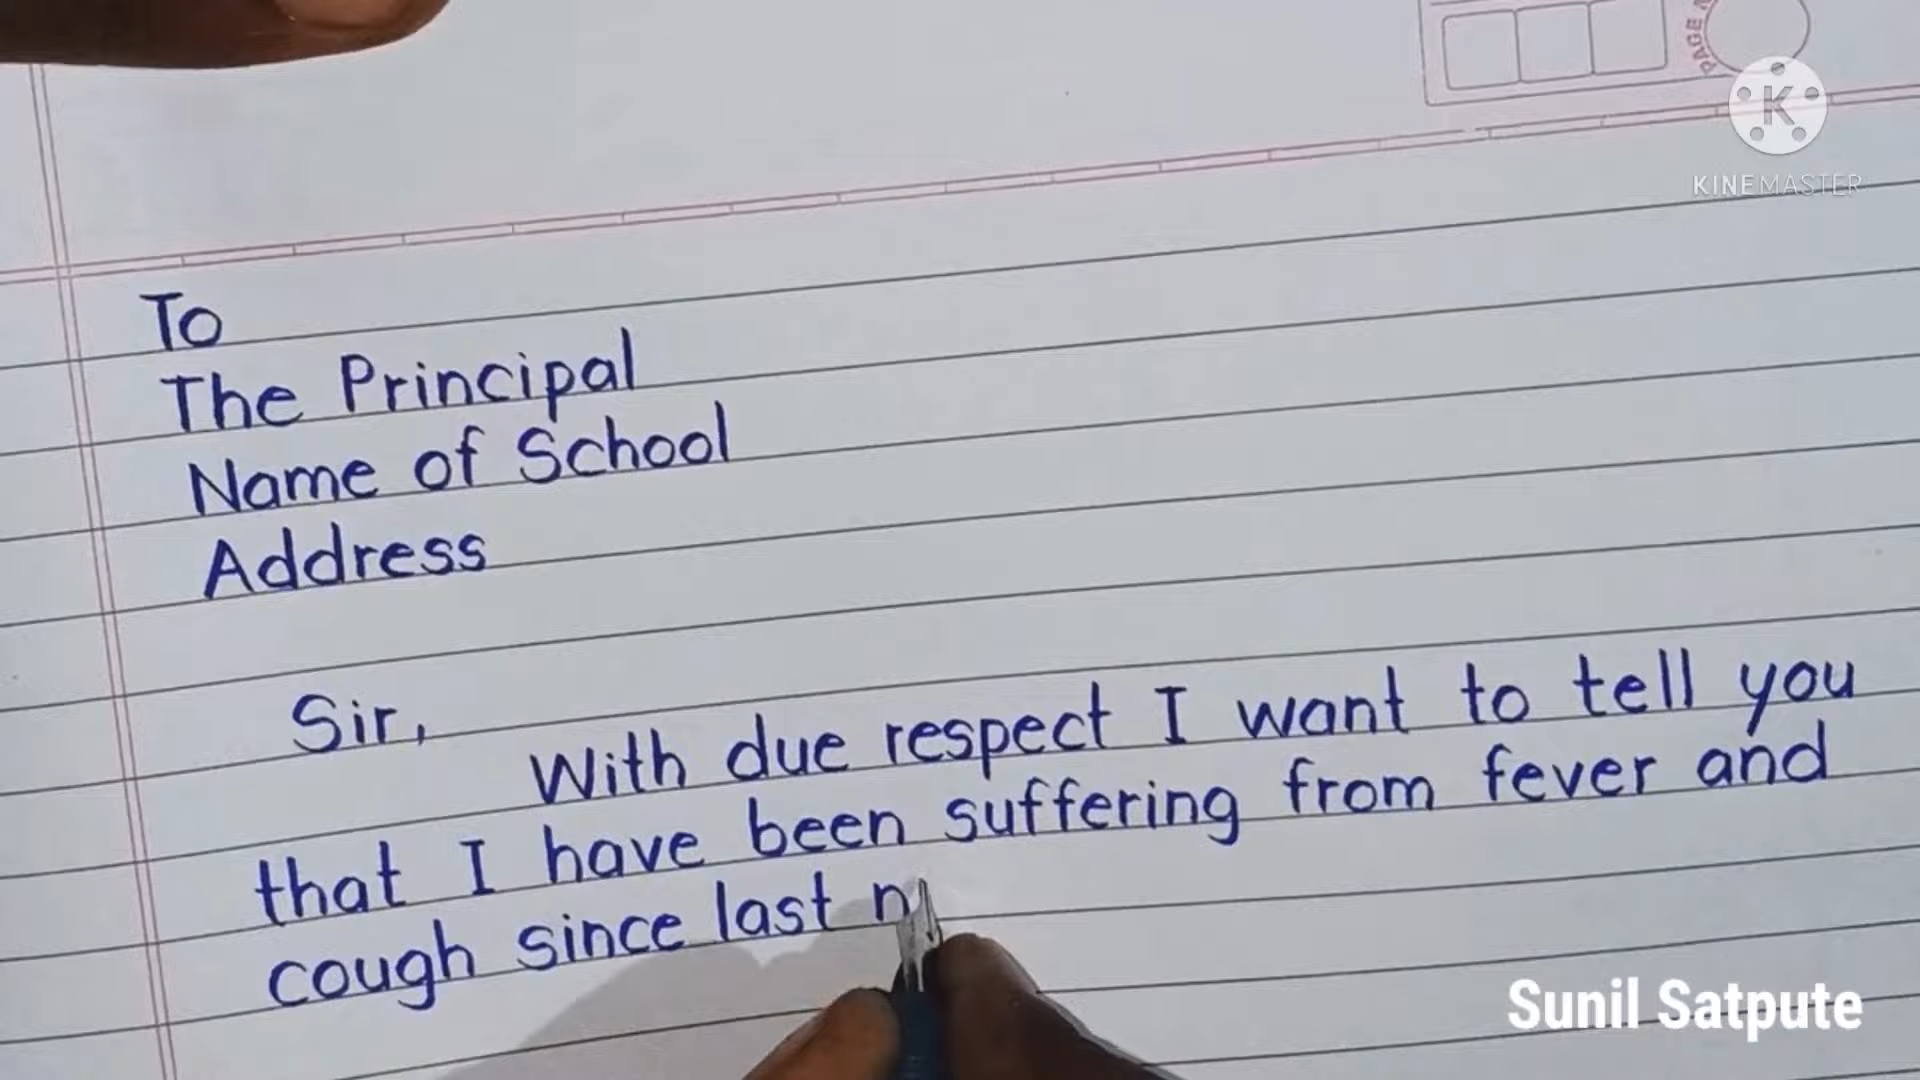 PAGE
KINEMASTER
To
The Principal
Name of School
Address
Sir,
With due respect I want to tell you
that I have been suffering from fever and
cough since last
Sunil Satpute